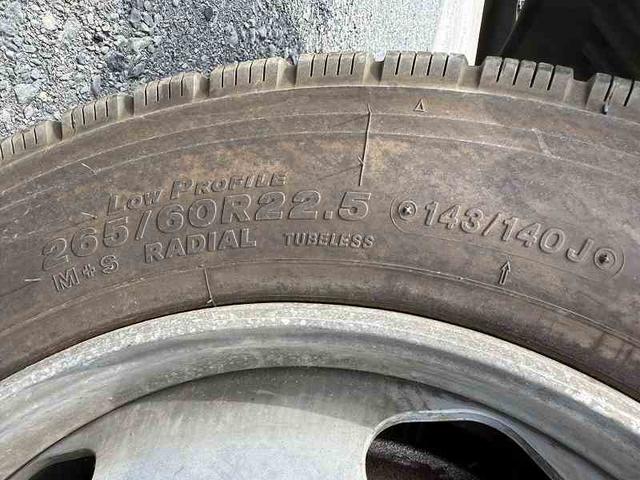 Low Profile
265/60R22.5 143/140J
M+S RADIAL TUBELESS